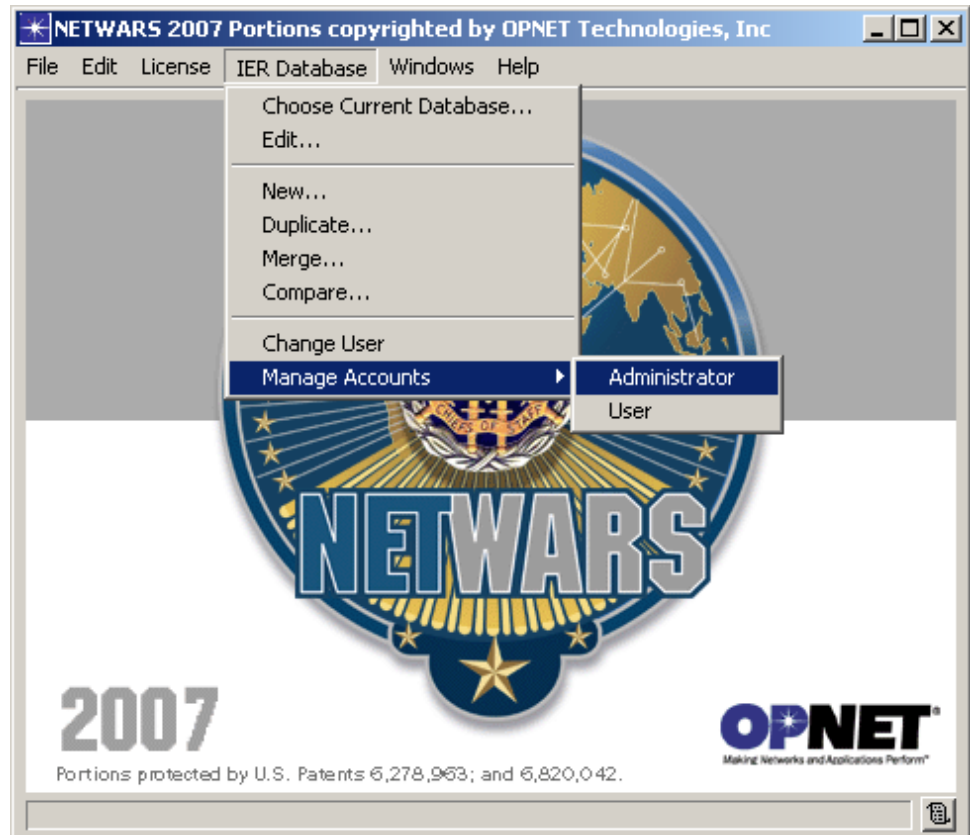 NETWARS 2007 Portions copyrighted by OPNET Technologies, Inc
File Edit License IER Database Windows Help
Choose Current Database...
Edit...
New...
Duplicate...
Merge...
Compare...
Change User
Manage Accounts
Administrator
User
CHIEFS OF STAFF
NETWARS
2007
OPNET
Making Networks and Applications Perform™
Portions protected by U.S. Patents 6,278,963; and 6,820,042.